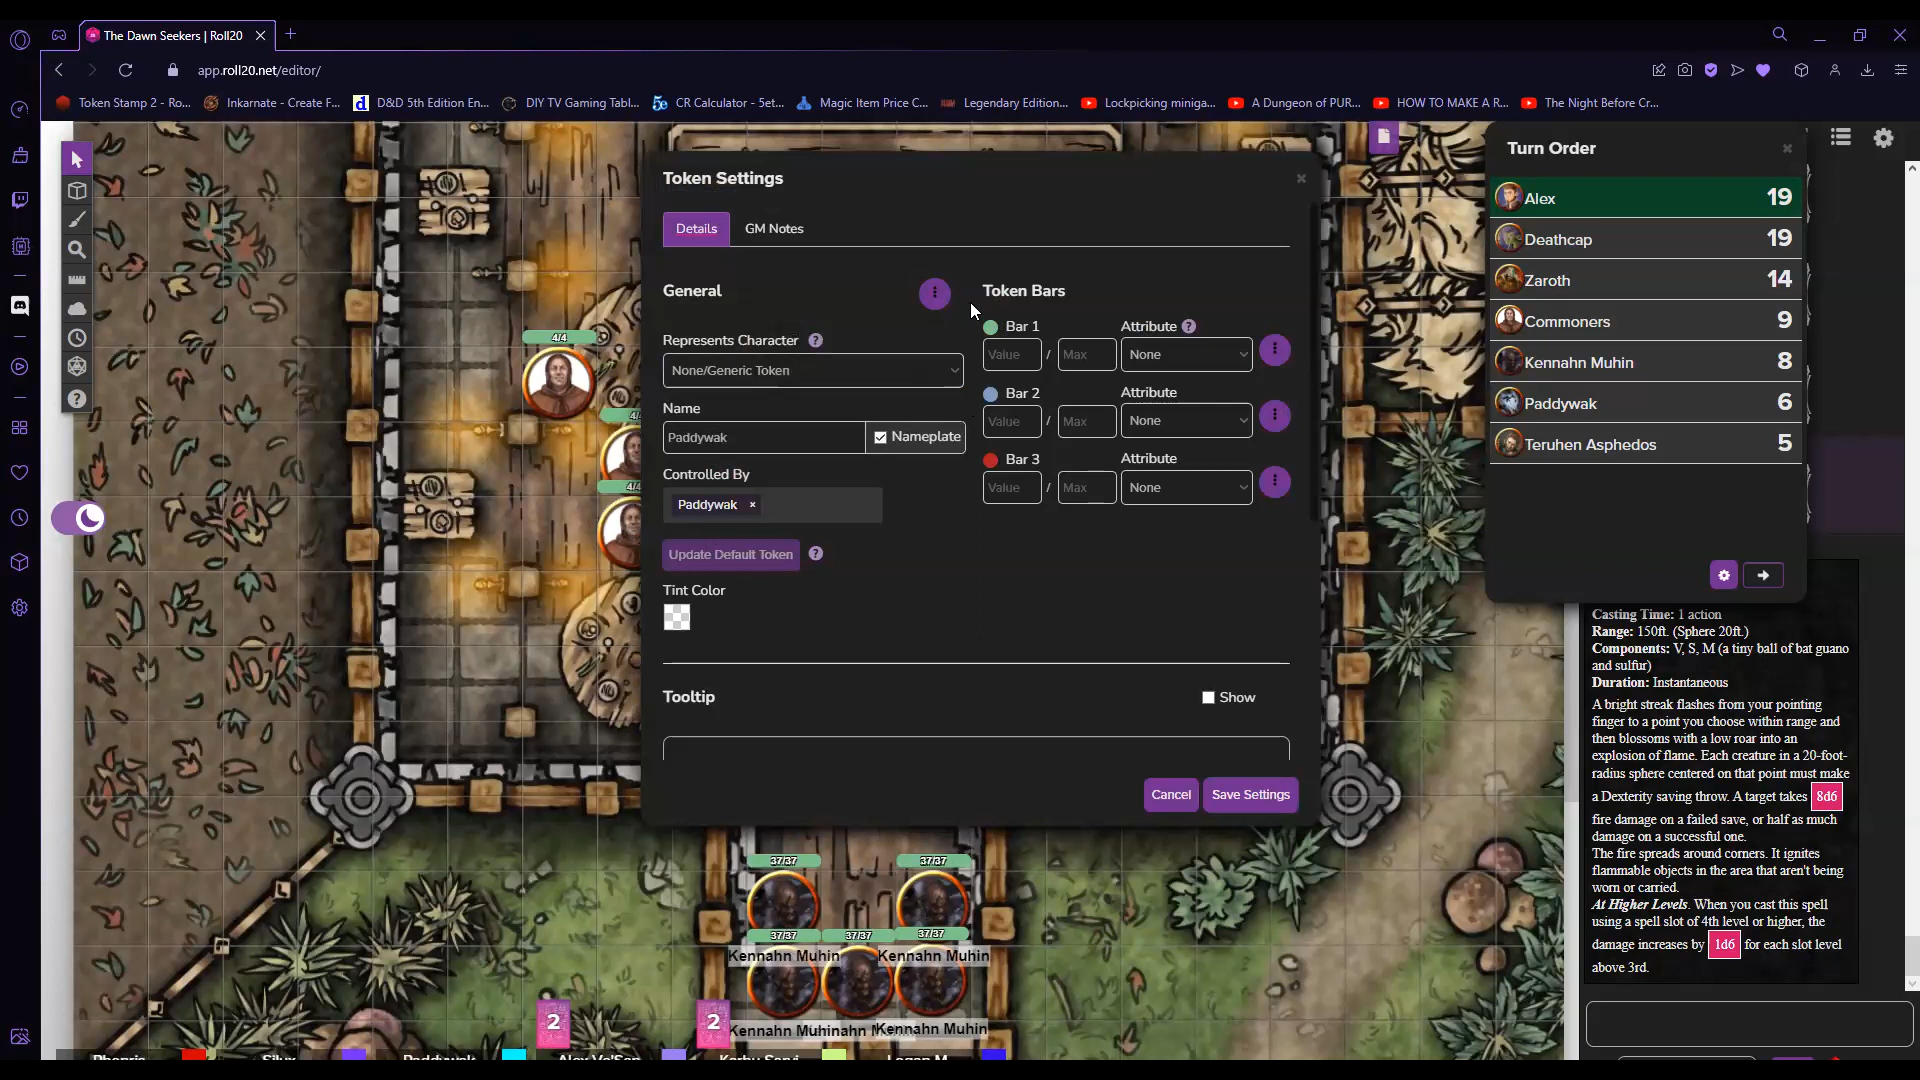 The Dawn Seekers | Roll20
app.roll20.net/editor/
Token Stamp 2 - Ro... Inkarnate - Create F... D&D 5th Edition En... DIY TV Gaming Tabl... CR Calculator - 5et... Magic Item Price C... Legendary Edition... Lockpicking miniga... A Dungeon of PUR... HOW TO MAKE A R... The Night Before Cr...
Token Settings
Details GM Notes
General
Represents Character ?
None/Generic Token
Name
Paddywak Nameplate
Controlled By
Paddywak ×
Update Default Token ?
Tint Color
Token Bars
Bar 1 Attribute ?
Value / Max None
Bar 2 Attribute
Value / Max None
Bar 3 Attribute
Value / Max None
Tooltip Show
Cancel Save Settings
Turn Order
Alex 19
Deathcap 19
Zaroth 14
Commoners 9
Kennahn Muhin 8
Paddywak 6
Teruhen Asphedos 5
Casting Time: 1 action
Range: 150ft. (Sphere 20ft.)
Components: V, S, M (a tiny ball of bat guano
and sulfur)
Duration: Instantaneous
A bright streak flashes from your pointing
finger to a point you choose within range and
then blossoms with a low roar into an
explosion of flame. Each creature in a 20-foot-
radius sphere centered on that point must make
a Dexterity saving throw. A target takes 8d6
fire damage on a failed save, or half as much
damage on a successful one.
The fire spreads around corners. It ignites
flammable objects in the area that aren't being
worn or carried.
At Higher Levels. When you cast this spell
using a spell slot of 4th level or higher, the
damage increases by 1d6 for each slot level
above 3rd.
4/4
37/37 37/37
37/37 37/37 37/37
Kennahn Muhin Kennahn Muhin
Kennahn Muhin Kennahn Muhin
2 2